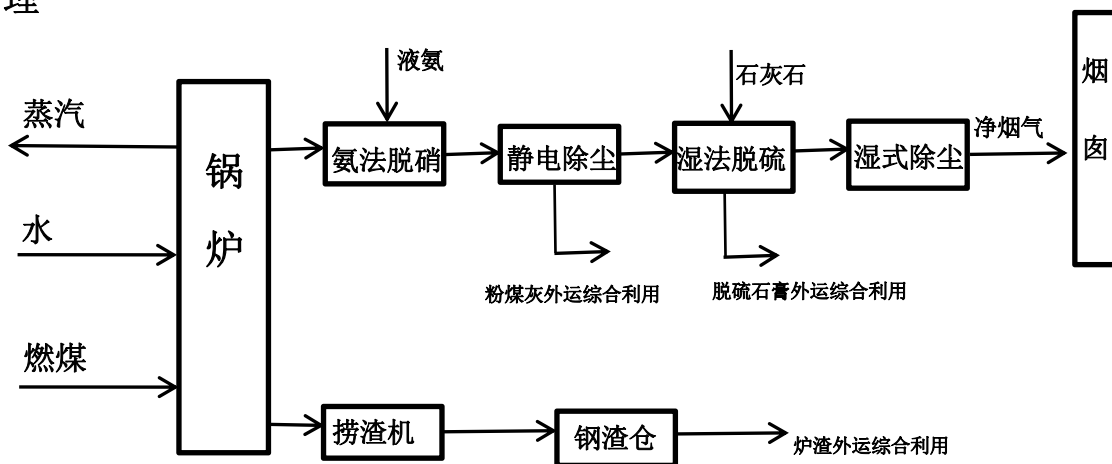 理
液氨
石灰石
烟囱
蒸汽
净烟气
锅炉
氨法脱硝
静电除尘
湿法脱硫
湿式除尘
水
粉煤灰外运综合利用
脱硫石膏外运综合利用
燃煤
捞渣机
钢渣仓
炉渣外运综合利用